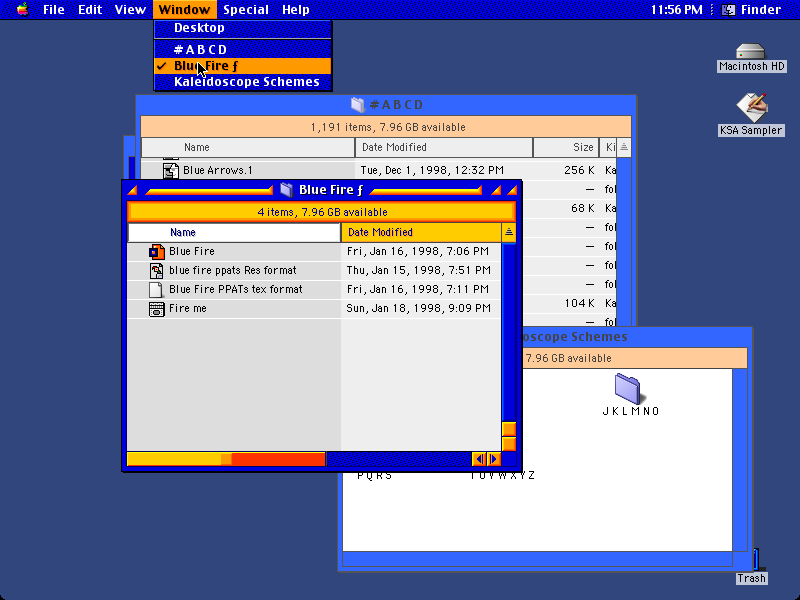 File Edit View Window Special Help 11:56 PM Finder
Desktop
#ABCD
Blue Fire ƒ
Kaleidoscope Schemes
Macintosh HD
KSA Sampler
#ABCD
1,191 items, 7.96 GB available
Name Date Modified Size Ki
Blue Arrows.1 Tue, Dec 1, 1998, 12:32 PM 256 K Ka
— fol
68 K Ka
— fol
— fol
— fol
— fol
104 K Ka
— fol
Blue Fire ƒ
4 items, 7.96 GB available
Name Date Modified
Blue Fire Fri, Jan 16, 1998, 7:06 PM
blue fire ppats Res format Thu, Jan 15, 1998, 7:51 PM
Blue Fire PPATs tex format Fri, Jan 16, 1998, 7:11 PM
Fire me Sun, Jan 18, 1998, 9:09 PM
oscope Schemes
7.96 GB available
JKLMNO
PQRS TUVWXYZ
Trash